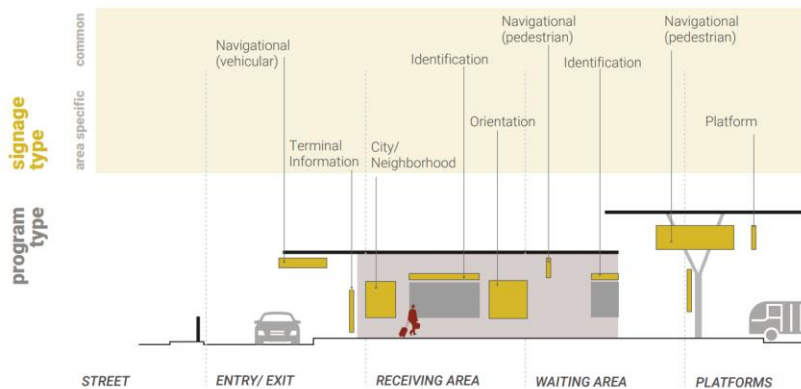 common
area specific
signage
type
program
type
Navigational
(vehicular)
Identification
Navigational
(pedestrian)
Identification
Navigational
(pedestrian)
Terminal
Information
City/
Neighborhood
Orientation
Platform
STREET
ENTRY/ EXIT
RECEIVING AREA
WAITING AREA
PLATFORMS